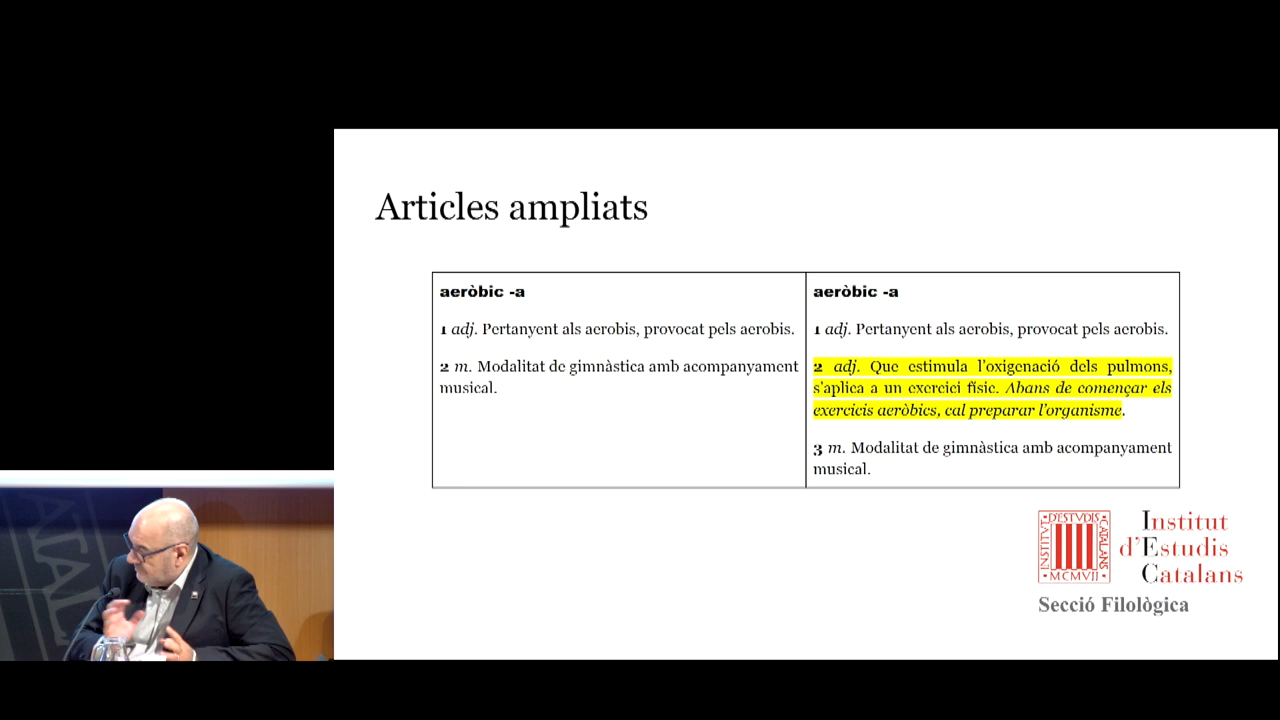 Articles ampliats
aeròbic -a
1 adj. Pertanyent als aerobis, provocat pels aerobis.
2 m. Modalitat de gimnàstica amb acompanyament
musical.
aeròbic -a
1 adj. Pertanyent als aerobis, provocat pels aerobis.
2 adj. Que estimula l'oxigenació dels pulmons,
s'aplica a un exercici físic. Abans de començar els
exercicis aeròbics, cal preparar l'organisme.
3 m. Modalitat de gimnàstica amb acompanyament
musical.
INSTITVT D'ESTVDIS CATALANS
MCMVII
Institut
d'Estudis
Catalans
Secció Filològica